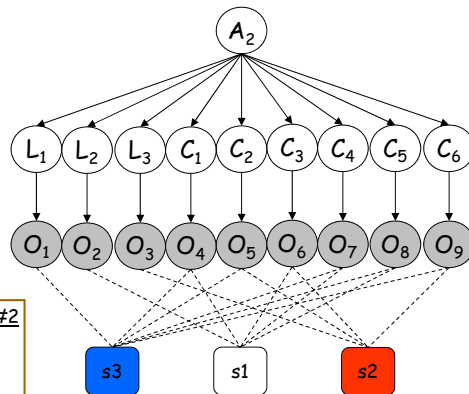 A₂
L₁ L₂ L₃ C₁ C₂ C₃ C₄ C₅ C₆
O₁ O₂ O₃ O₄ O₅ O₆ O₇ O₈ O₉
#2
s3 s1 s2